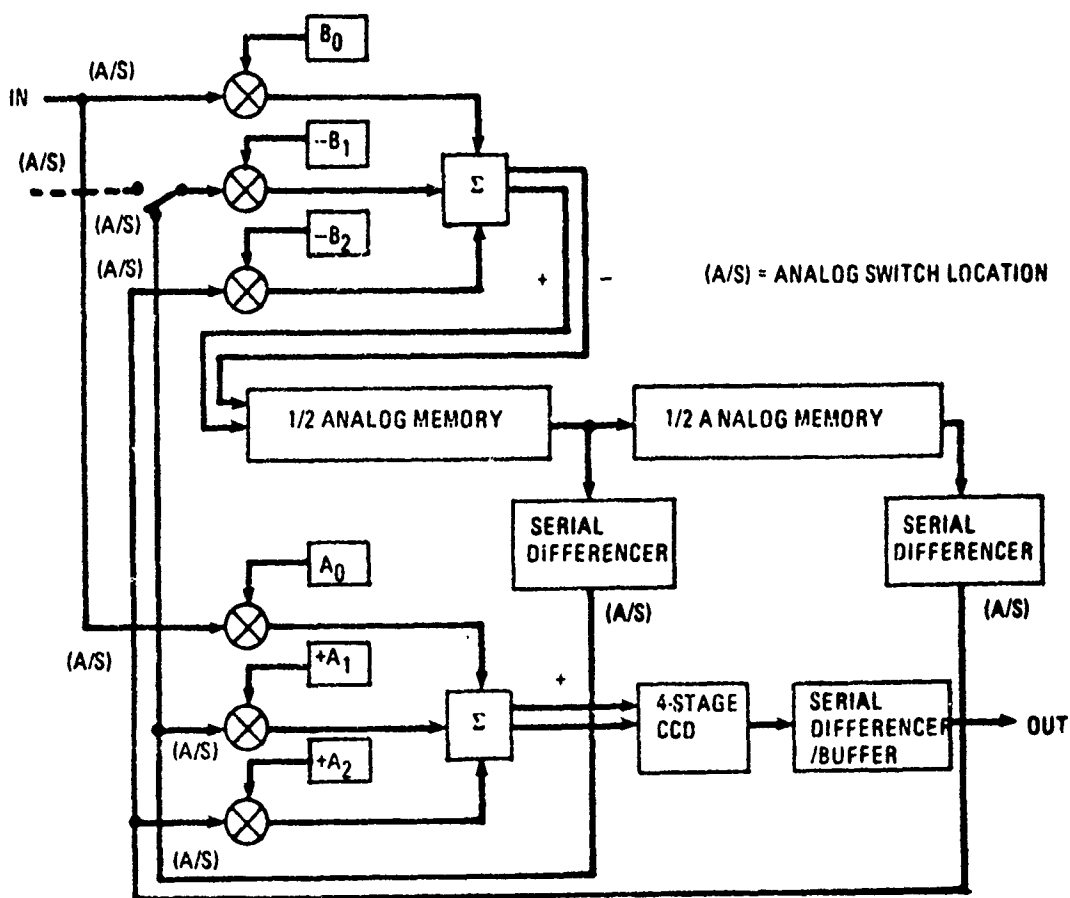 B0
(A/S)
IN
-B1
(A/S)
(A/S)
Σ
-B2
(A/S)
+
-
(A/S) = ANALOG SWITCH LOCATION
1/2 ANALOG MEMORY
1/2 A NALOG MEMORY
SERIAL
DIFFERENCER
SERIAL
DIFFERENCER
A0
(A/S)
(A/S)
(A/S)
+A1
+
Σ
4-STAGE
CCD
SERIAL
DIFFERENCER
/BUFFER
OUT
(A/S)
+A2
(A/S)